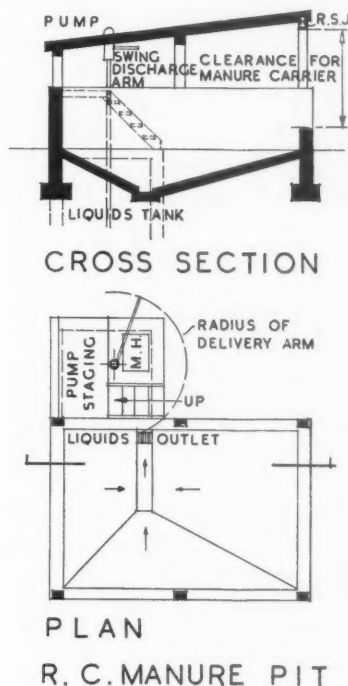 PUMP
R.S.J.
SWING
DISCHARGE
ARM
CLEARANCE FOR
MANURE CARRIER
LIQUIDS TANK
CROSS SECTION
RADIUS OF
DELIVERY ARM
PUMP
STAGING
M.H.
UP
LIQUIDS OUTLET
PLAN
R.C. MANURE PIT